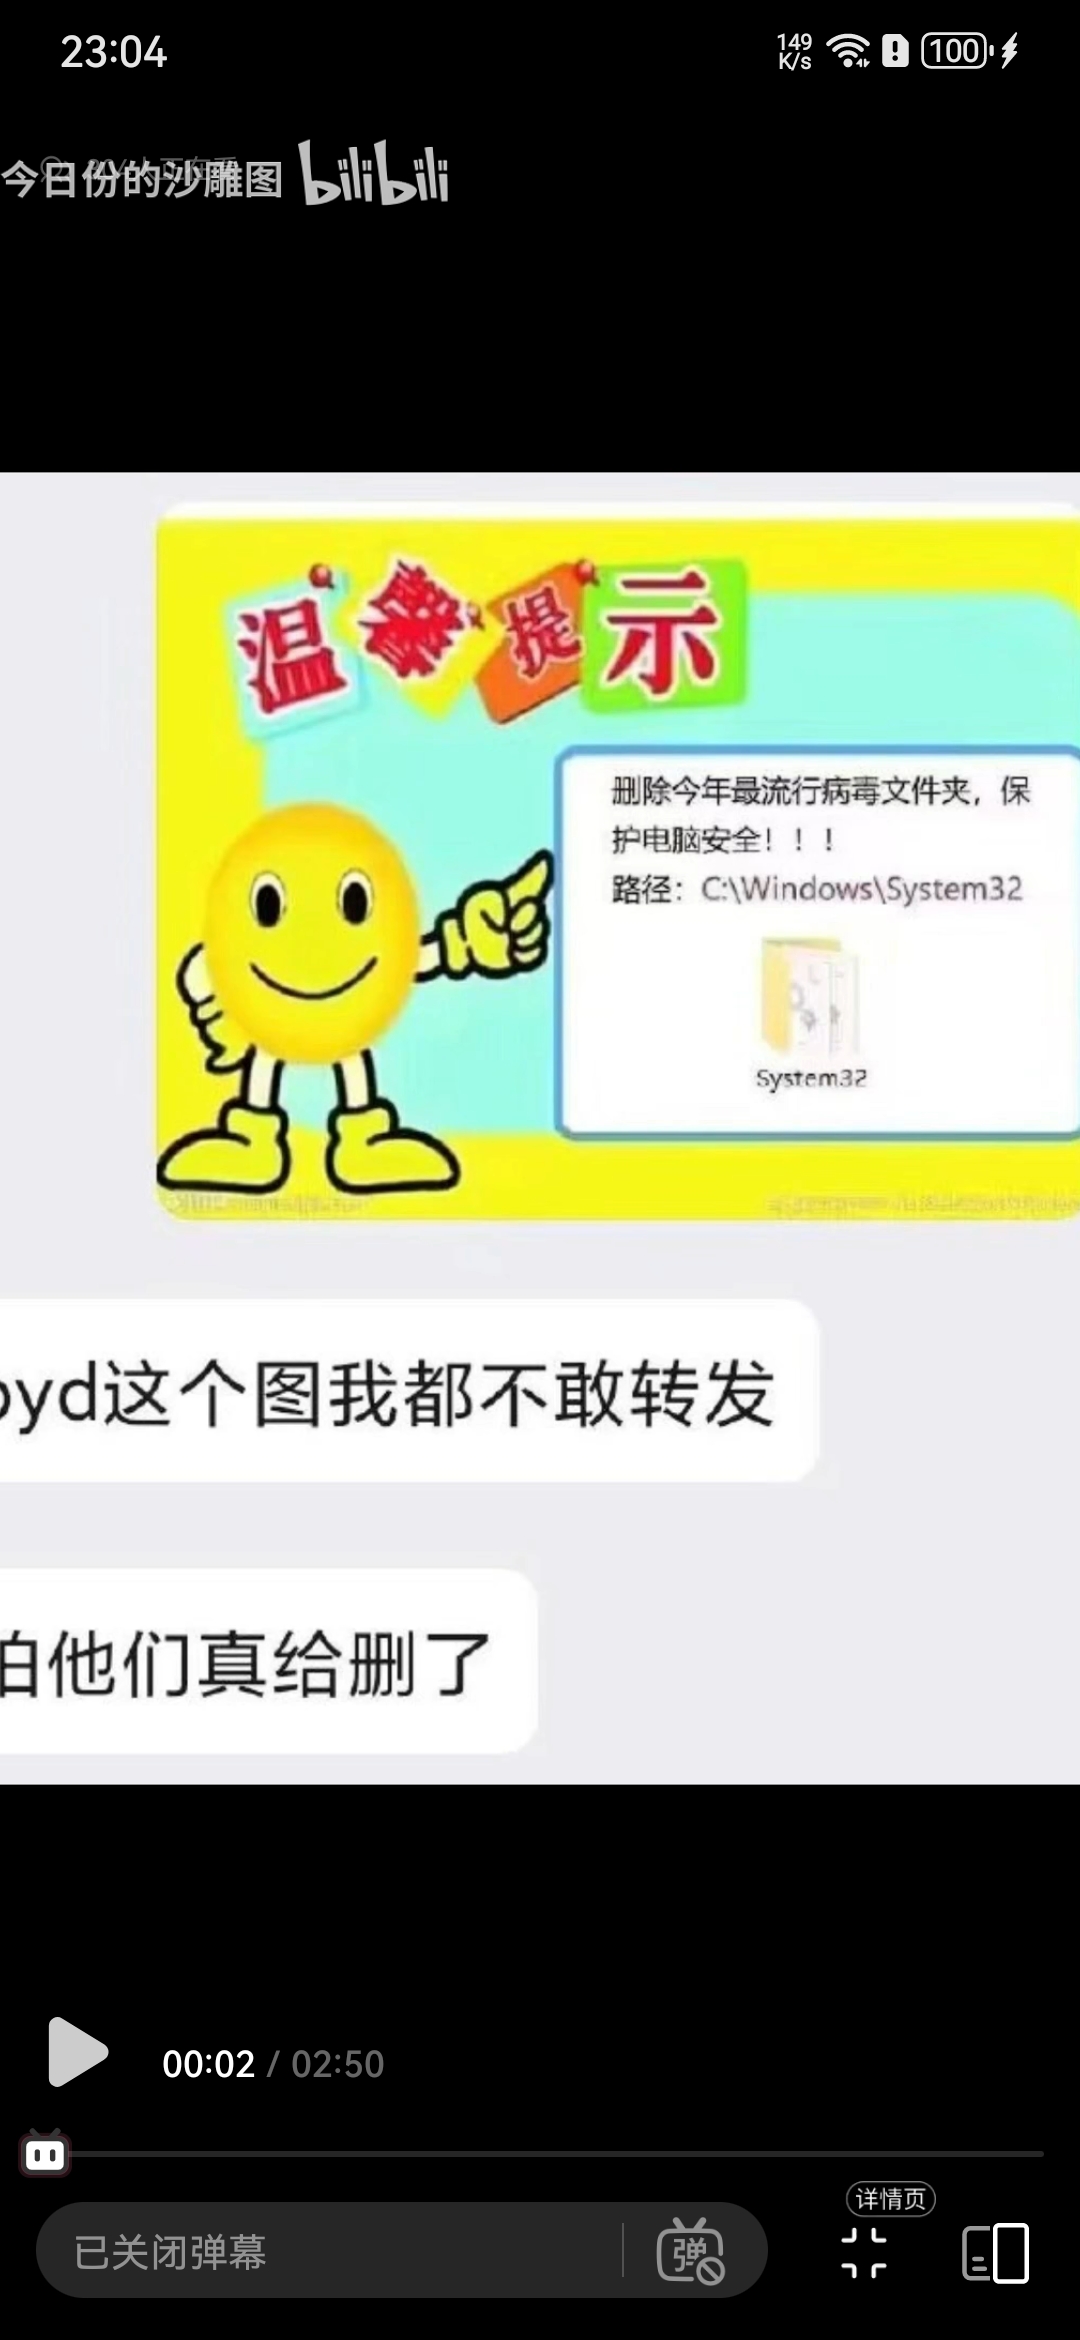 23:04
149
K/s
100
今日份的沙雕图 bilibili
温馨提示
删除今年最流行病毒文件夹，保
护电脑安全！！！
路径：C:\Windows\System32
System32
oyd这个图我都不敢转发
怕他们真给删了
00:02 / 02:50
详情页
已关闭弹幕
弹